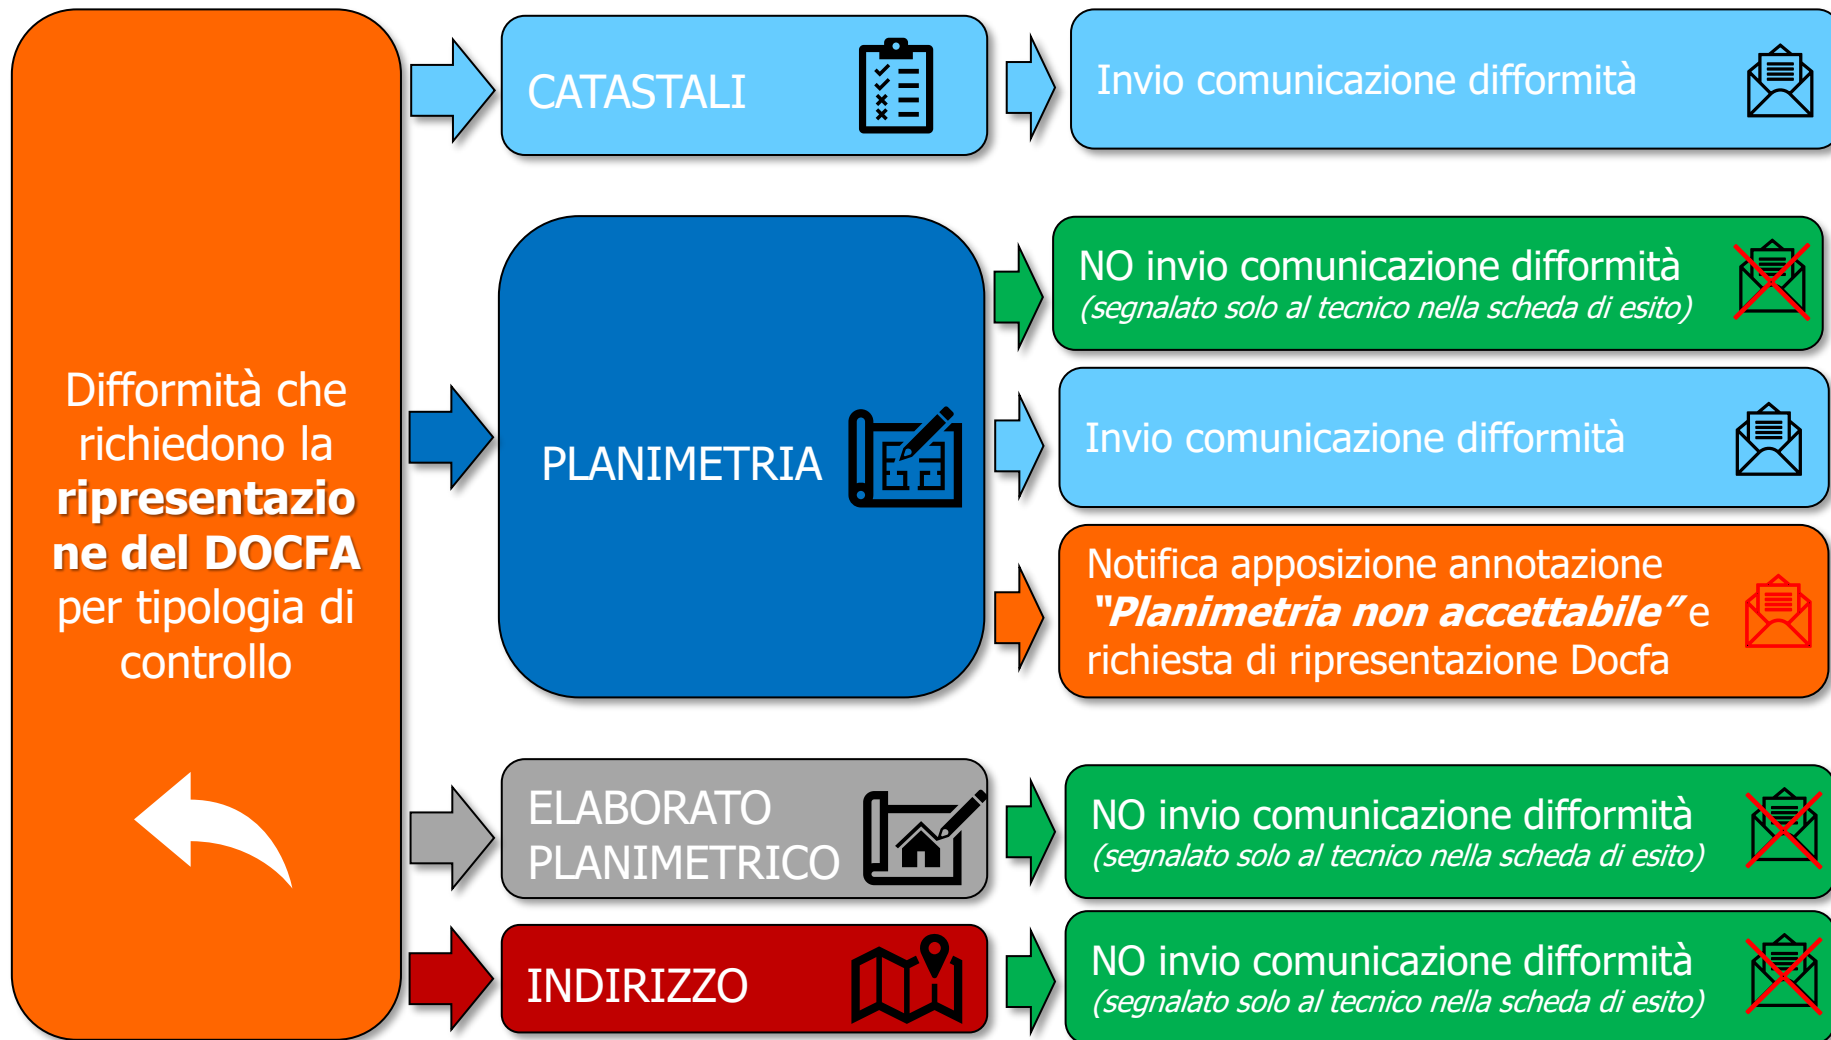 Difformità che
richiedono la
ripresentazio
ne del DOCFA
per tipologia di
controllo
CATASTALI
Invio comunicazione difformità
PLANIMETRIA
NO invio comunicazione difformità
(segnalato solo al tecnico nella scheda di esito)
Invio comunicazione difformità
Notifica apposizione annotazione
"Planimetria non accettabile" e
richiesta di ripresentazione Docfa
ELABORATO
PLANIMETRICO
NO invio comunicazione difformità
(segnalato solo al tecnico nella scheda di esito)
INDIRIZZO
NO invio comunicazione difformità
(segnalato solo al tecnico nella scheda di esito)